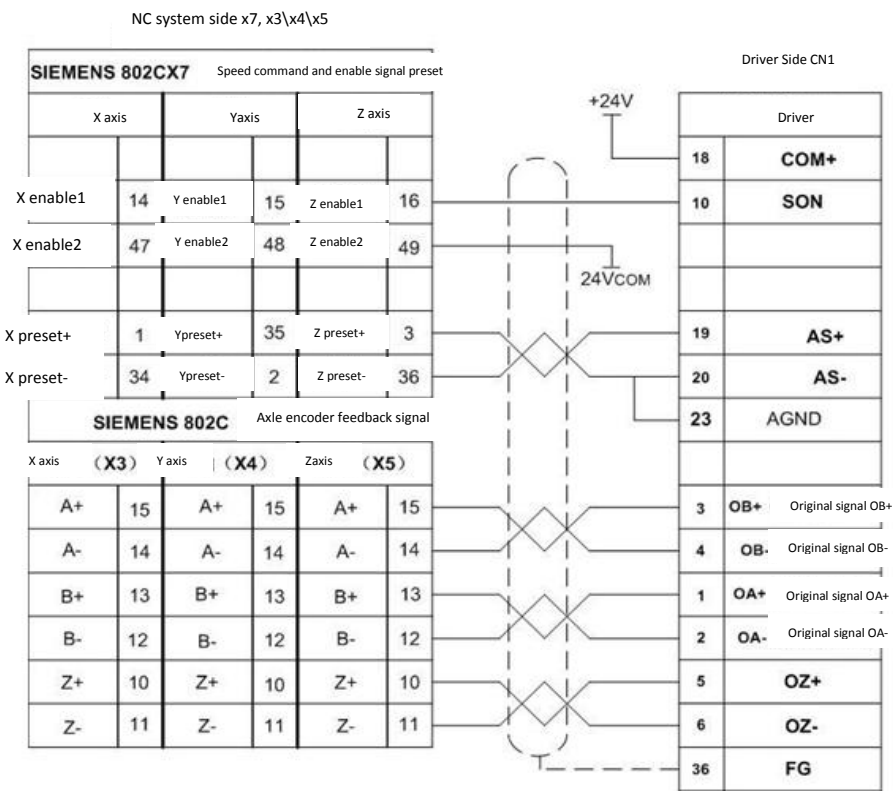 NC system side x7, x3\x4\x5
Driver Side CN1
SIEMENS 802CX7 Speed command and enable signal preset
X axis Yaxis Z axis
X enable1 14 Y enable1 15 Z enable1 16
X enable2 47 Y enable2 48 Z enable2 49
X preset+ 1 Ypreset+ 35 Z preset+ 3
X preset- 34 Ypreset- 2 Z preset- 36
SIEMENS 802C Axle encoder feedback signal
X axis (X3) Y axis (X4) Zaxis (X5)
A+ 15 A+ 15 A+ 15
A- 14 A- 14 A- 14
B+ 13 B+ 13 B+ 13
B- 12 B- 12 B- 12
Z+ 10 Z+ 10 Z+ 10
Z- 11 Z- 11 Z- 11
+24V
24VCOM
Driver
18 COM+
10 SON
19 AS+
20 AS-
23 AGND
3 OB+ Original signal OB+
4 OB- Original signal OB-
1 OA+ Original signal OA+
2 OA- Original signal OA-
5 OZ+
6 OZ-
36 FG